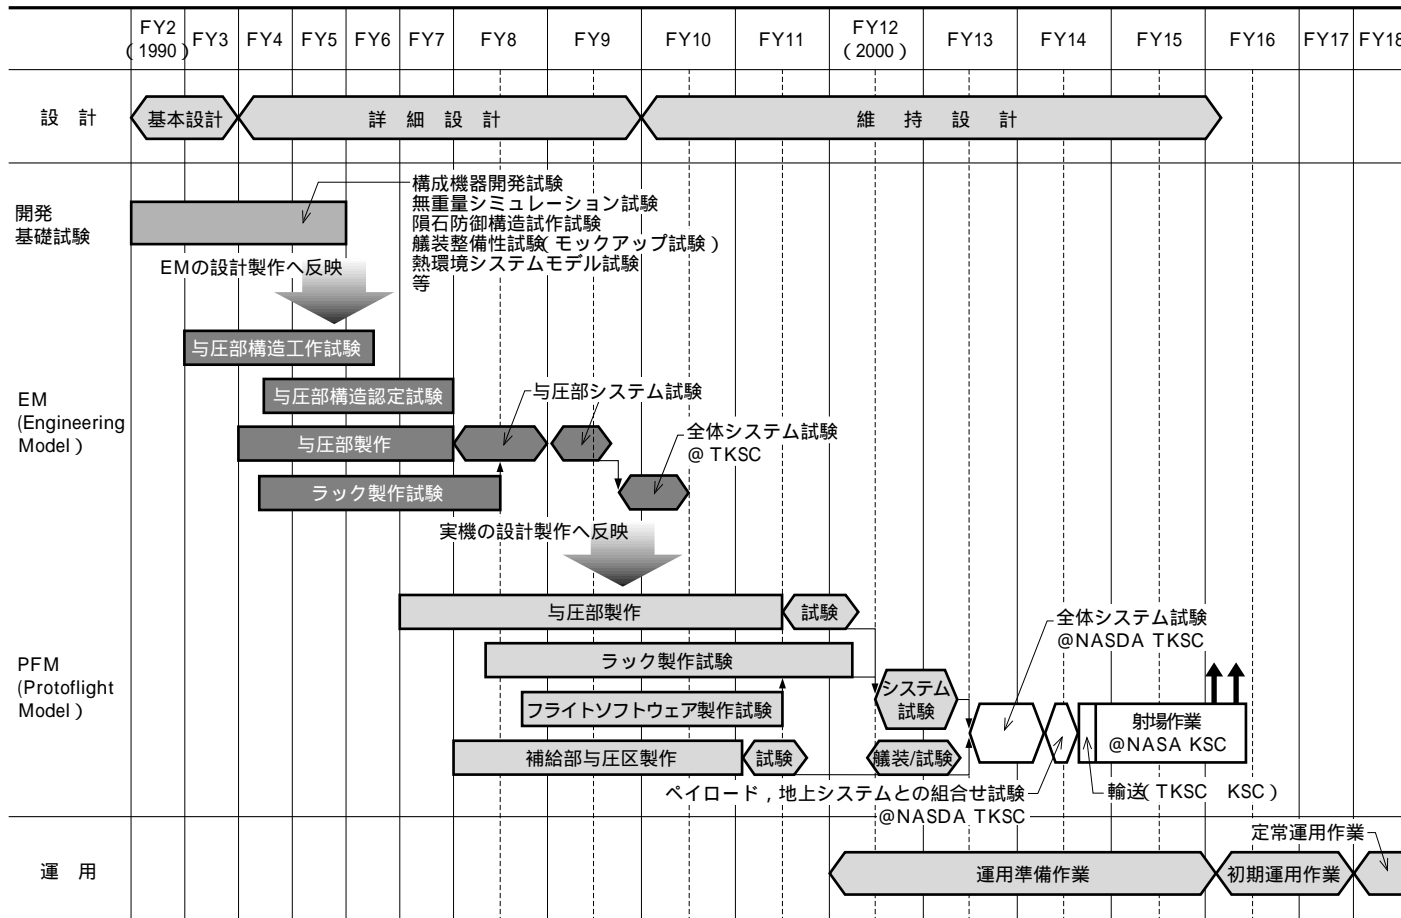 FY2
(1990)
FY3
FY4
FY5
FY6
FY7
FY8
FY9
FY10
FY11
FY12
(2000)
FY13
FY14
FY15
FY16
FY17
FY18
設 計
基本設計
詳 細 設 計
維 持 設 計
開発
基礎試験
構成機器開発試験
無重量シミュレーション試験
隕石防御構造試作試験
艤装整備性試験(モックアップ試験)
熱環境システムモデル試験
等
EMの設計製作へ反映
EM
(Engineering
Model)
与圧部構造工作試験
与圧部構造認定試験
与圧部製作
与圧部システム試験
ラック製作試験
全体システム試験
@ TKSC
実機の設計製作へ反映
PFM
(Protoflight
Model)
与圧部製作
試験
ラック製作試験
フライトソフトウェア製作試験
補給部与圧区製作
試験
システム
試験
艤装/試験
全体システム試験
@NASDA TKSC
射場作業
@NASA KSC
ペイロード,地上システムとの組合せ試験
@NASDA TKSC
輸送(TKSC KSC)
運 用
運用準備作業
初期運用作業
定常運用作業